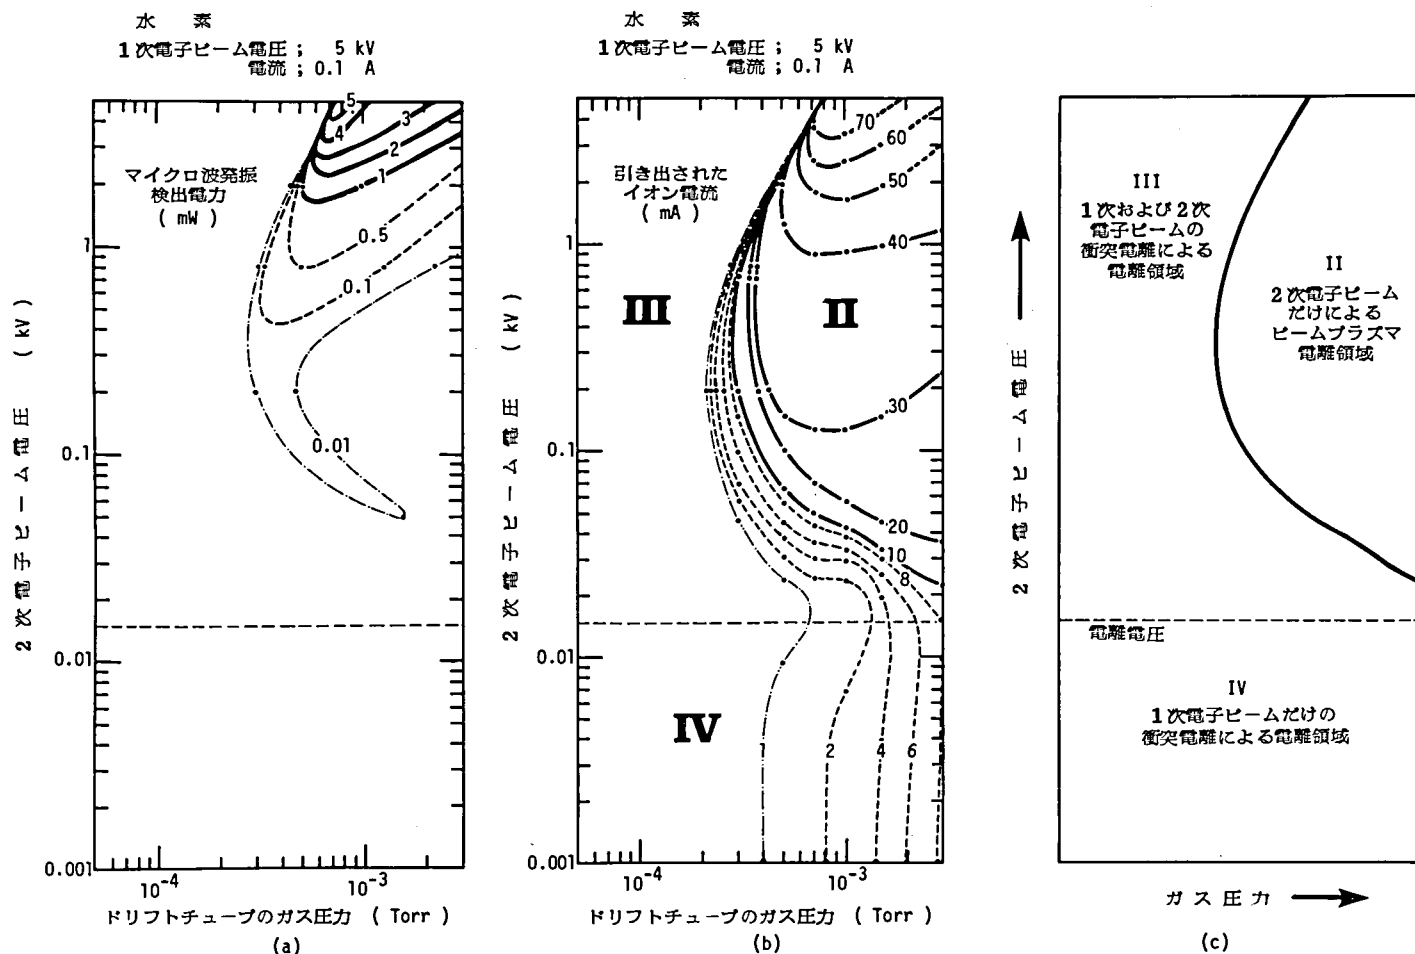 水 素
1次電子ビーム電圧 ; 5 kV
電流 ; 0.1 A
マイクロ波発振
検出電力
( mW )
5
4
3
2
1
0.5
0.1
0.01
1
0.1
0.01
0.001
2次電子ビーム電圧 ( kV )
10-4
10-3
ドリフトチューブのガス圧力 ( Torr )
(a)
水 素
1次電子ビーム電圧 ; 5 kV
電流 ; 0.1 A
引き出された
イオン電流
( mA )
70
60
50
40
30
20
10
8
III
II
IV
1
2
4
6
1
0.1
0.01
0.001
2次電子ビーム電圧 ( kV )
10-4
10-3
ドリフトチューブのガス圧力 ( Torr )
(b)
III
1次および2次
電子ビームの
衝突電離による
電離領域
II
2次電子ビーム
だけによる
ビームプラズマ
電離領域
電離電圧
IV
1次電子ビームだけの
衝突電離による電離領域
2次電子ビーム電圧
ガス圧力
(c)